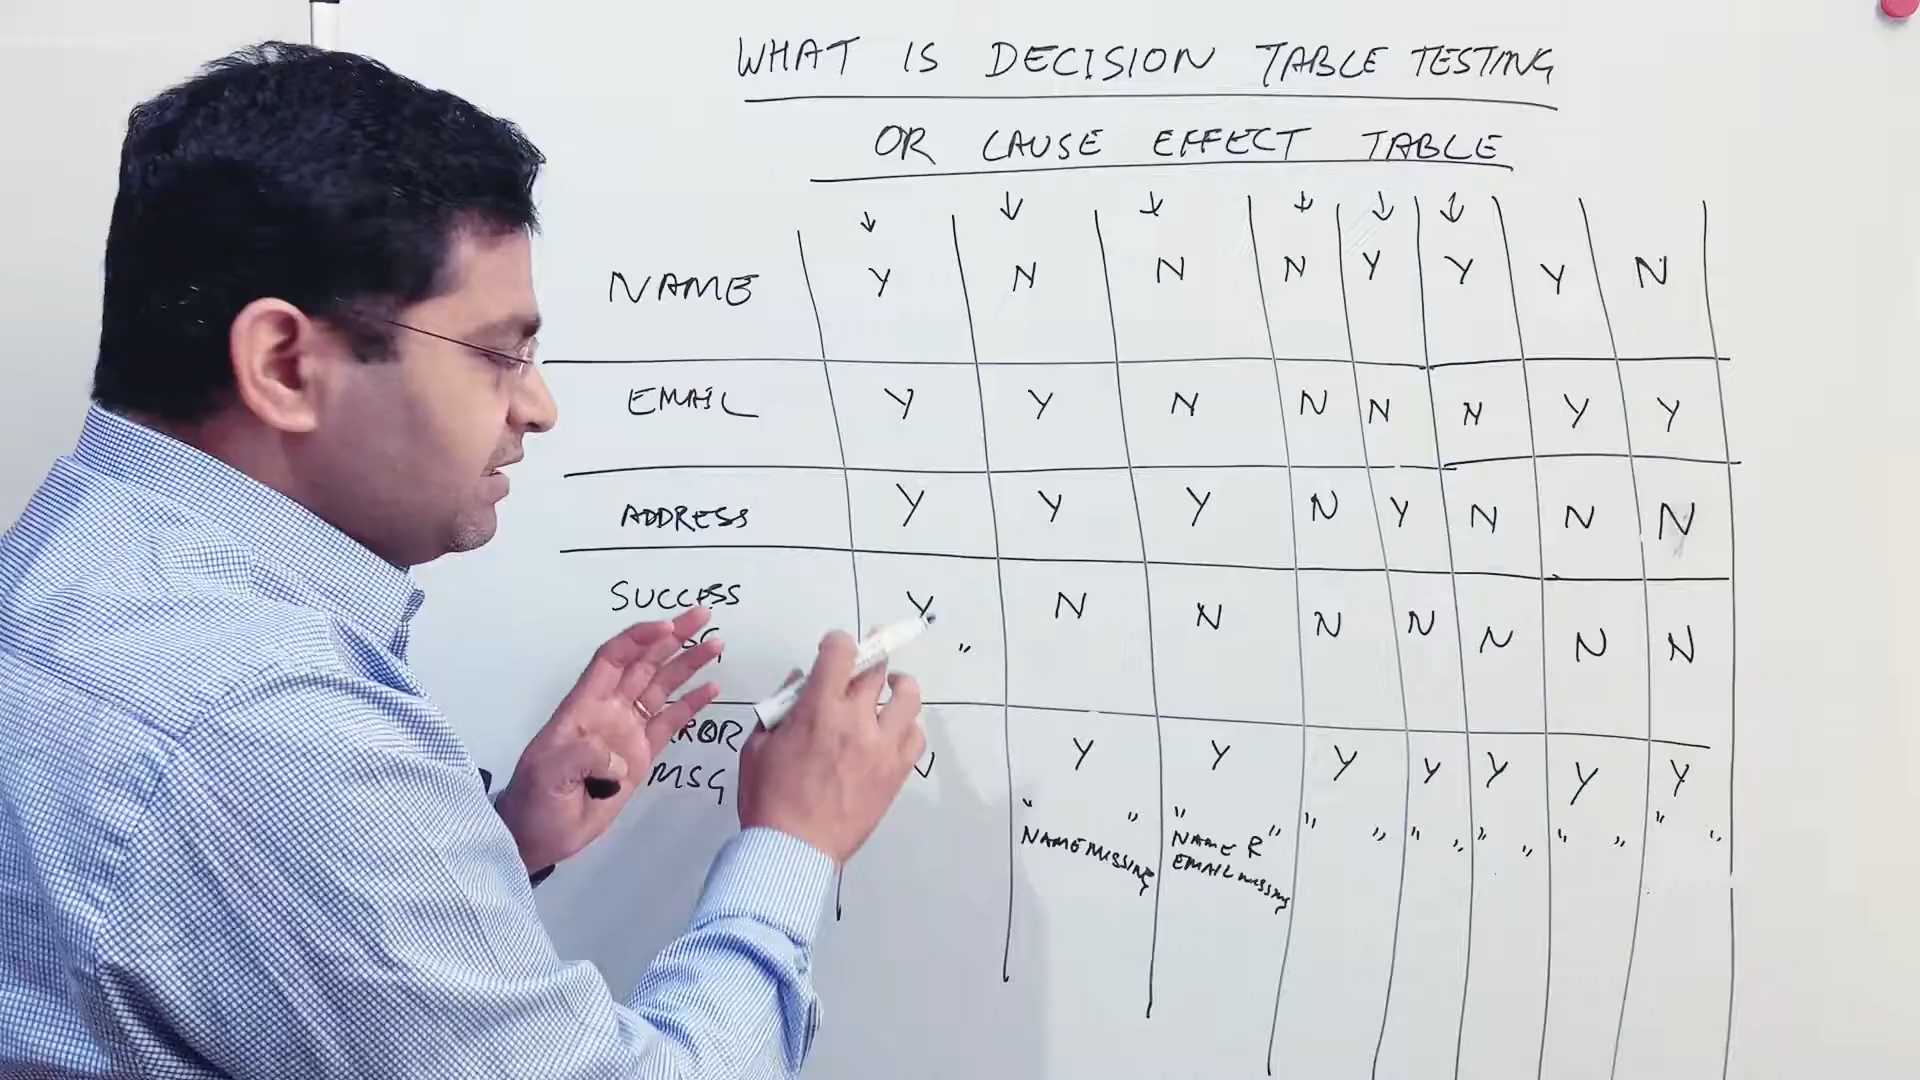 WHAT IS DECISION TABLE TESTING
OR CAUSE EFFECT TABLE
NAME Y N N N Y Y Y N
EMAIL Y Y N N N N Y Y
ADDRESS Y Y Y N Y N N N
SUCCESS Y N N N N N N N
"
MSG N Y Y Y Y Y Y Y
" " " " " " " " " " " " " "
NAME MISSING
NAME &
EMAIL MISSING